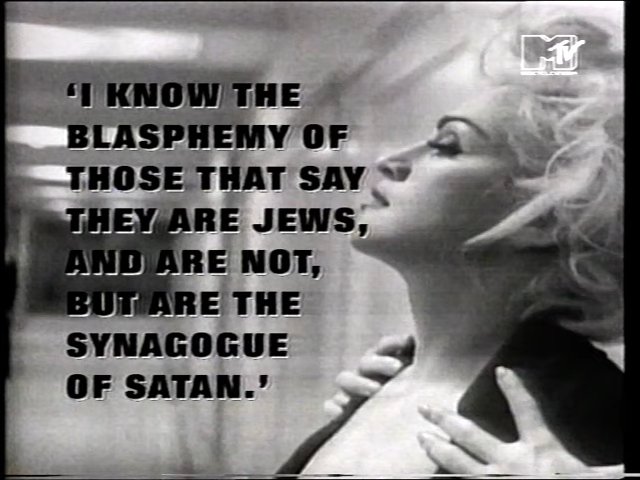 MTV
'I KNOW THE
BLASPHEMY OF
THOSE THAT SAY
THEY ARE JEWS,
AND ARE NOT,
BUT ARE THE
SYNAGOGUE
OF SATAN.'